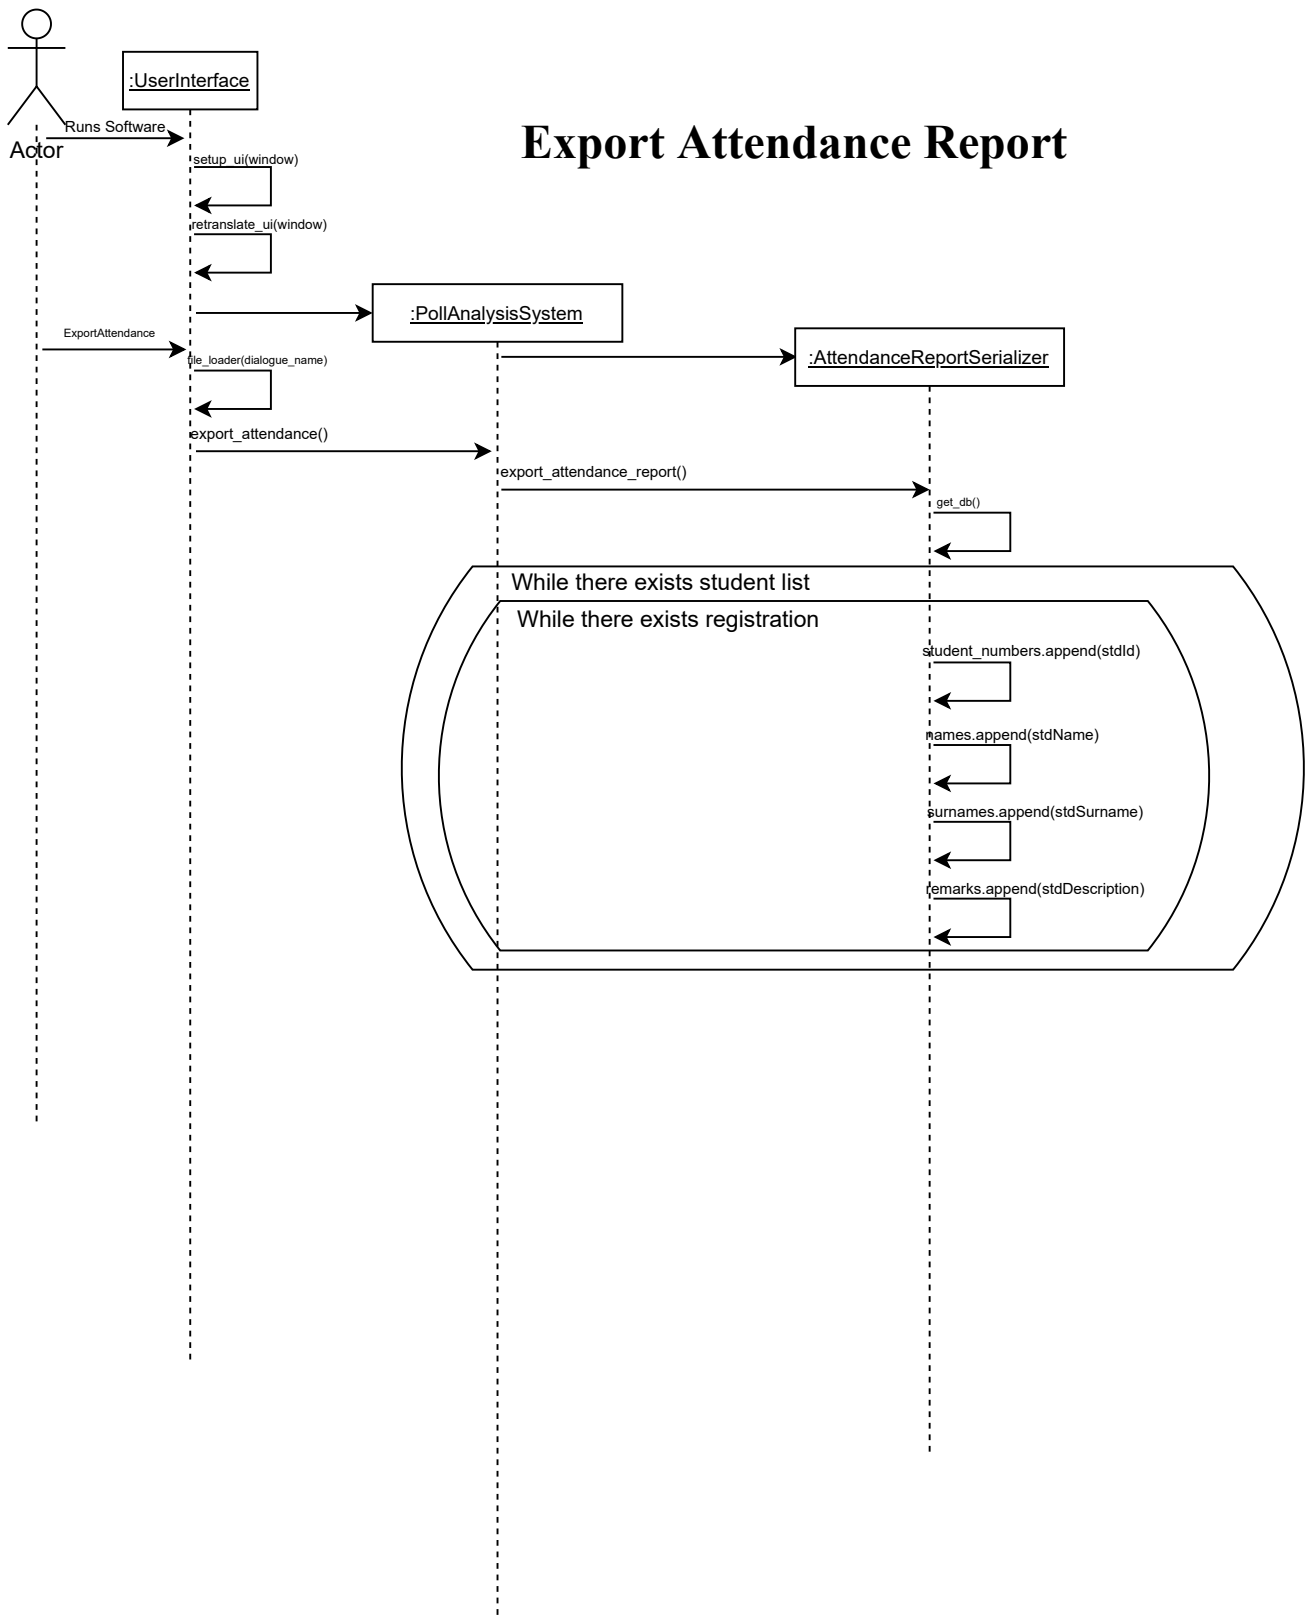 :UserInterface
Runs Software
Actor
Export Attendance Report
setup_ui(window)
retranslate_ui(window)
:PollAnalysisSystem
ExportAttendance
:AttendanceReportSerializer
file_loader(dialogue_name)
export_attendance()
export_attendance_report()
get_db()
While there exists student list
While there exists registration
student_numbers.append(stdId)
names.append(stdName)
surnames.append(stdSurname)
remarks.append(stdDescription)